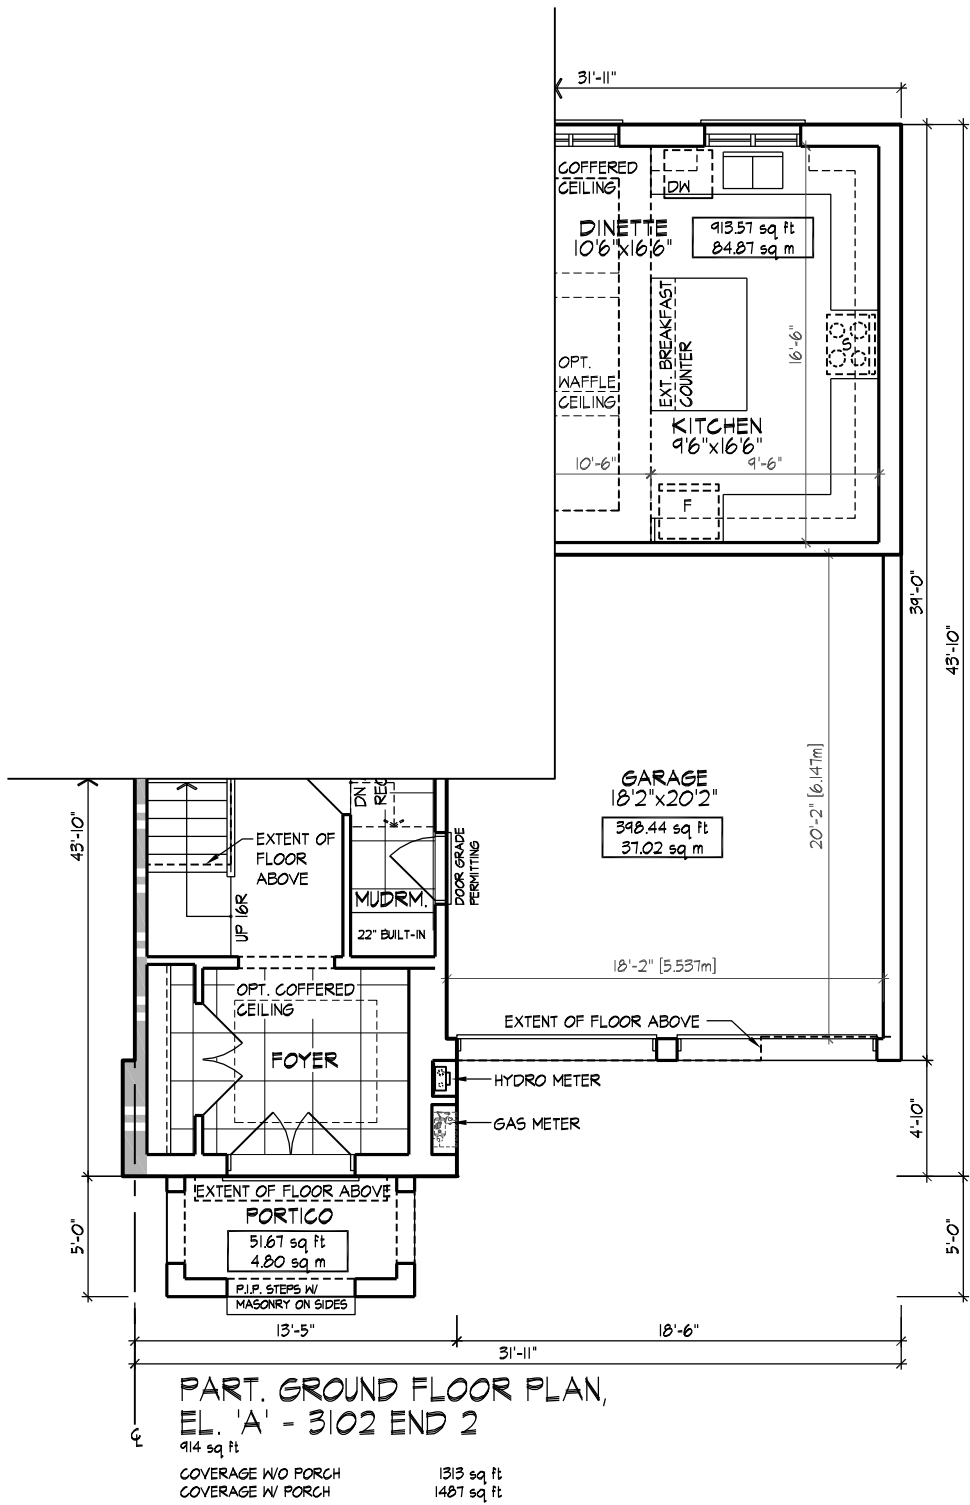 31'-11"
COFFERED
CEILING
DW
DINETTE
10'6"x16'6"
913.57 sq ft
84.87 sq m
EXT. BREAKFAST
COUNTER
16'-6"
S
OPT.
WAFFLE
CEILING
KITCHEN
9'6"x16'6"
10'-6"
9'-6"
F
39'-0"
43'-10"
GARAGE
18'2"x20'2"
398.44 sq ft
37.02 sq m
20'-2" [6.147m]
43'-10"
DN
REC
EXTENT OF
FLOOR
ABOVE
UP 16R
MUDRM.
22" BUILT-IN
DOOR GRADE
PERMITTING
18'-2" [5.537m]
OPT. COFFERED
CEILING
EXTENT OF FLOOR ABOVE
FOYER
HYDRO METER
GAS METER
4'-10"
EXTENT OF FLOOR ABOVE
PORTICO
51.67 sq ft
4.80 sq m
5'-0"
5'-0"
P.I.P. STEPS W/
MASONRY ON SIDES
13'-5"
18'-6"
31'-11"
PART. GROUND FLOOR PLAN,
EL. 'A' - 3102 END 2
914 sq ft
COVERAGE W/O PORCH 1313 sq ft
COVERAGE W/ PORCH 1487 sq ft